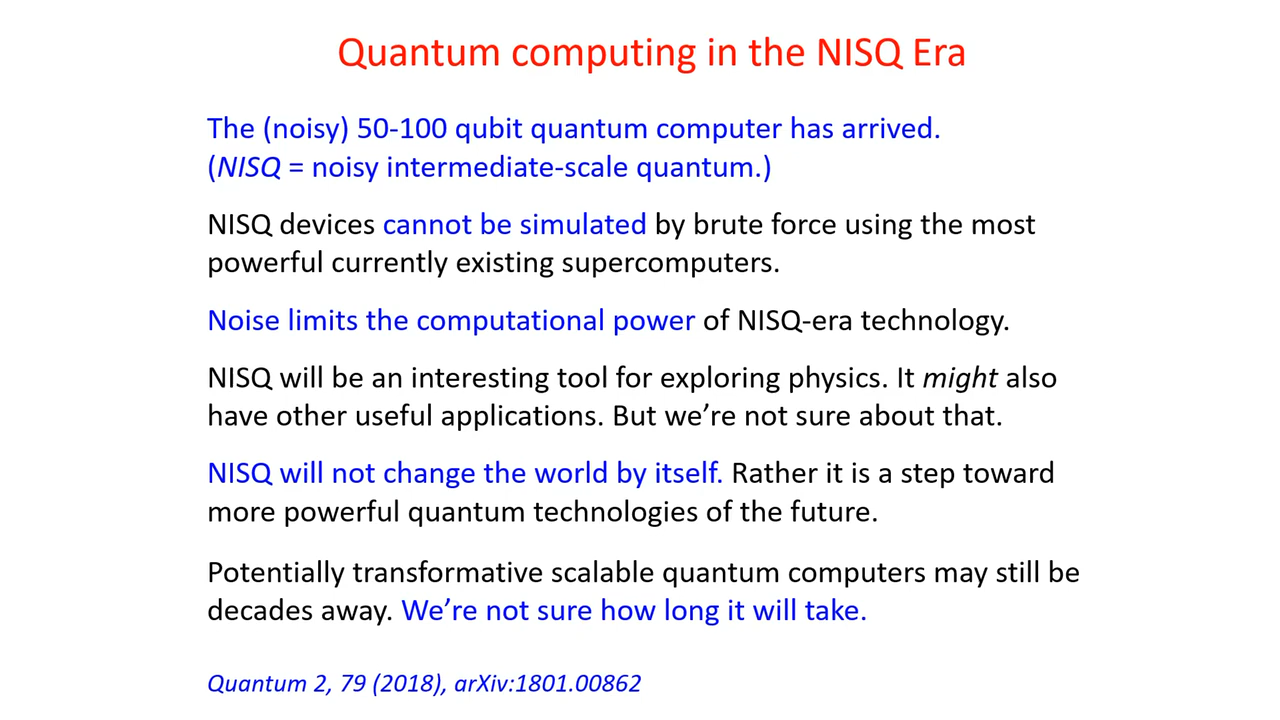 Quantum computing in the NISQ Era
The (noisy) 50-100 qubit quantum computer has arrived.
(NISQ = noisy intermediate-scale quantum.)
NISQ devices cannot be simulated by brute force using the most
powerful currently existing supercomputers.
Noise limits the computational power of NISQ-era technology.
NISQ will be an interesting tool for exploring physics. It might also
have other useful applications. But we’re not sure about that.
NISQ will not change the world by itself. Rather it is a step toward
more powerful quantum technologies of the future.
Potentially transformative scalable quantum computers may still be
decades away. We’re not sure how long it will take.
Quantum 2, 79 (2018), arXiv:1801.00862